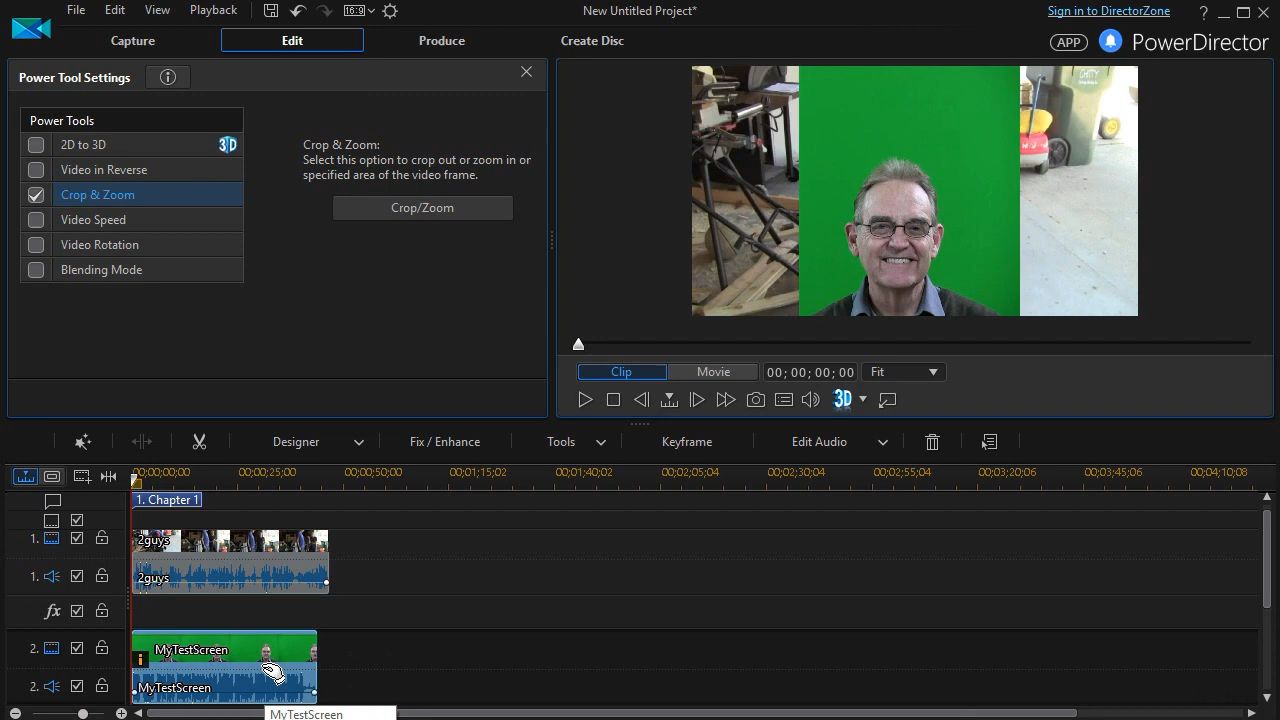 File Edit View Playback 16:9 New Untitled Project* Sign in to DirectorZone ?
Capture Edit Produce Create Disc APP PowerDirector
Power Tool Settings
Power Tools
2D to 3D 3D
Video in Reverse
Crop & Zoom
Video Speed
Video Rotation
Blending Mode
Crop & Zoom:
Select this option to crop out or zoom in on
specified area of the video frame.
Crop/Zoom
Clip Movie 00; 00; 00; 00 Fit
3D
Designer Fix / Enhance Tools Keyframe Edit Audio
00;00;00;00 00;00;25;00 00;00;50;00 00;01;15;02 00;01;40;02 00;02;05;04 00;02;30;04 00;02;55;04 00;03;20;06 00;03;45;06 00;04;10;08
1. Chapter 1
1. 2guys
1. 2guys
fx
2. MyTestScreen
i
2. MyTestScreen
MyTestScreen